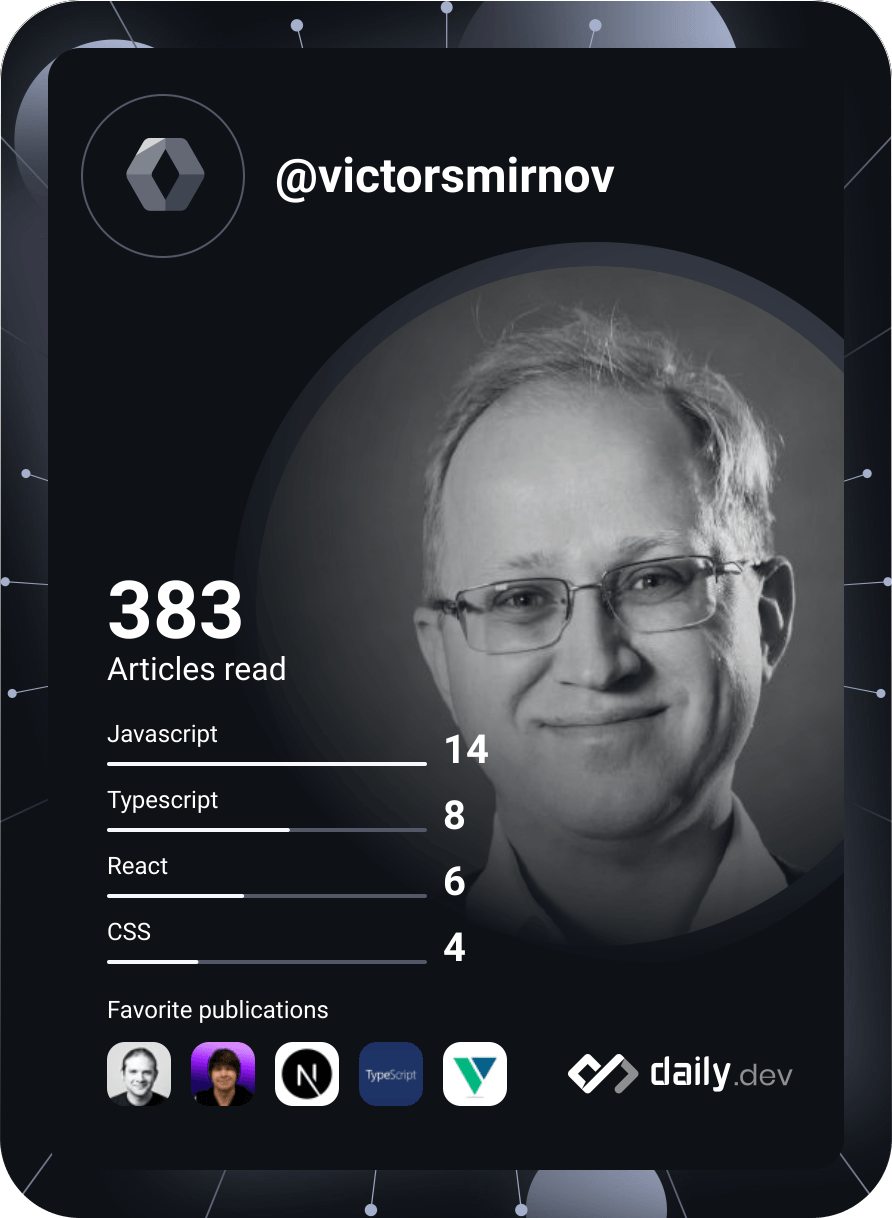 @victorsmirnov
383
Articles read
Javascript
14
Typescript
8
React
6
CSS
4
Favorite publications
N
TypeScript
daily.dev